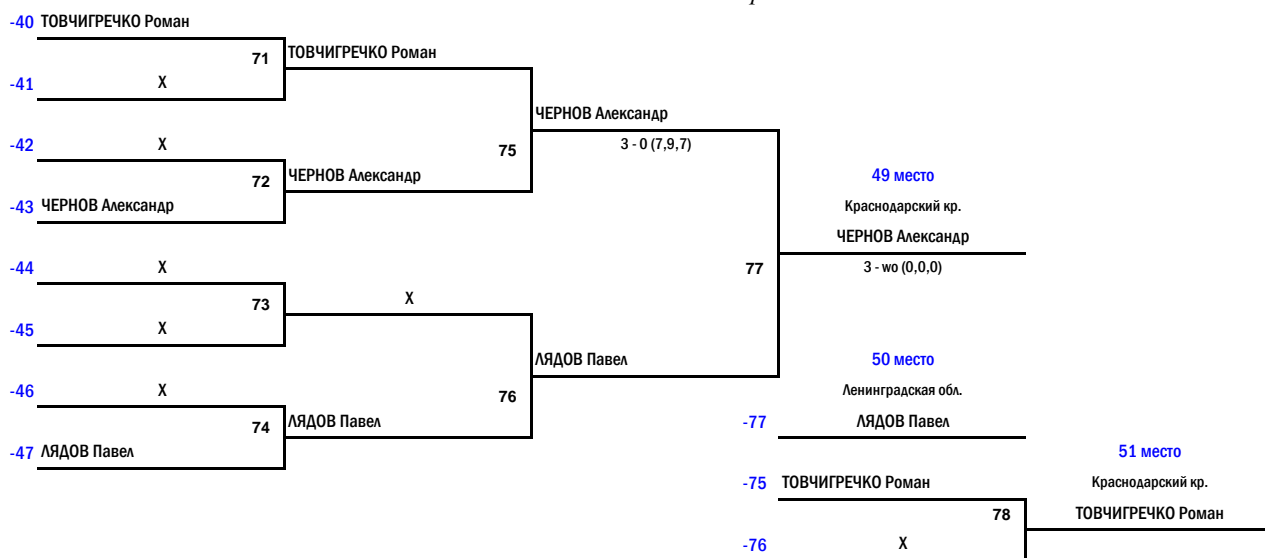 -40 ТОВЧИГРЕЧКО Роман
71 ТОВЧИГРЕЧКО Роман
-41 X
ЧЕРНОВ Александр
-42 X
75 3 - 0 (7,9,7)
72 ЧЕРНОВ Александр
49 место
-43 ЧЕРНОВ Александр
Краснодарский кр.
ЧЕРНОВ Александр
-44 X
77 3 - wo (0,0,0)
73 X
-45 X
ЛЯДОВ Павел
50 место
-46 X
76
Ленинградская обл.
74 ЛЯДОВ Павел
-77 ЛЯДОВ Павел
-47 ЛЯДОВ Павел
51 место
-75 ТОВЧИГРЕЧКО Роман
Краснодарский кр.
78 ТОВЧИГРЕЧКО Роман
-76 X